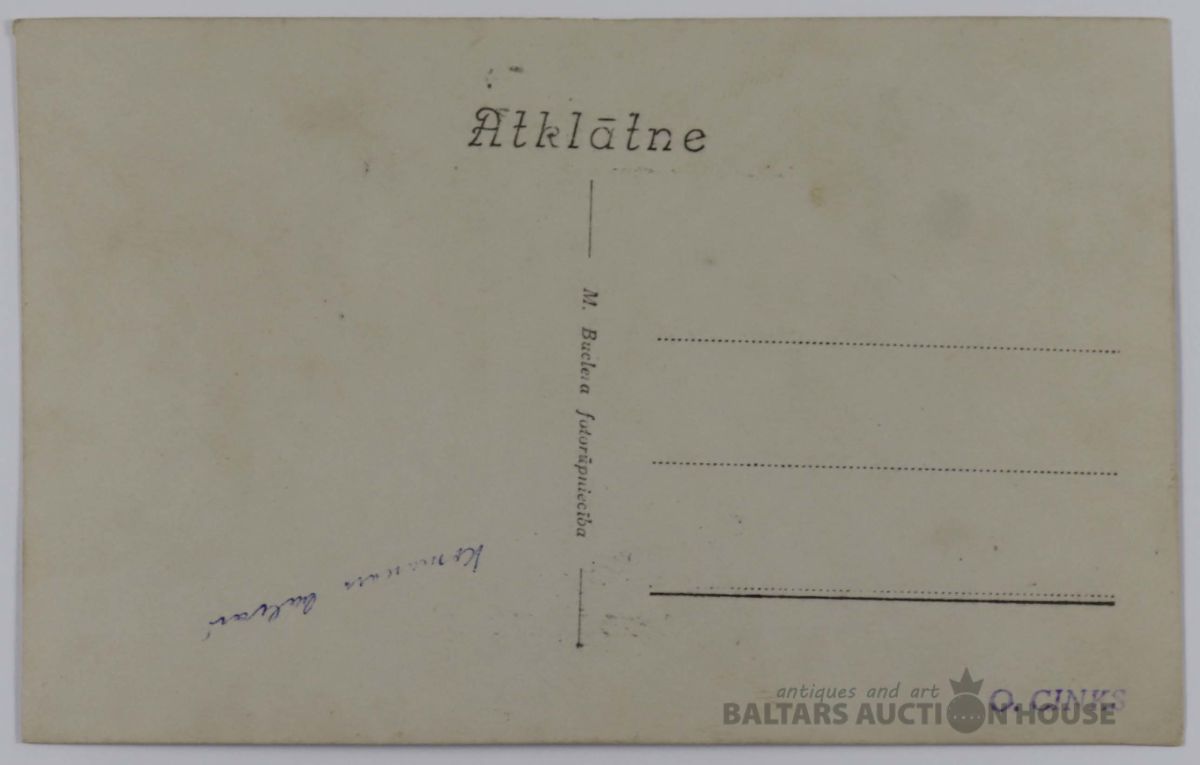 Atklātne
M. Buclera fotorūpniecība
O. CINKS
antiques and art
BALTARS AUCTION HOUSE